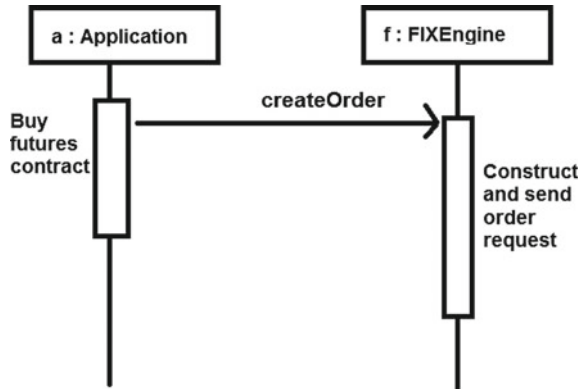 a : Application
f : FIXEngine
createOrder
Buy
futures
contract
Construct
and send
order
request